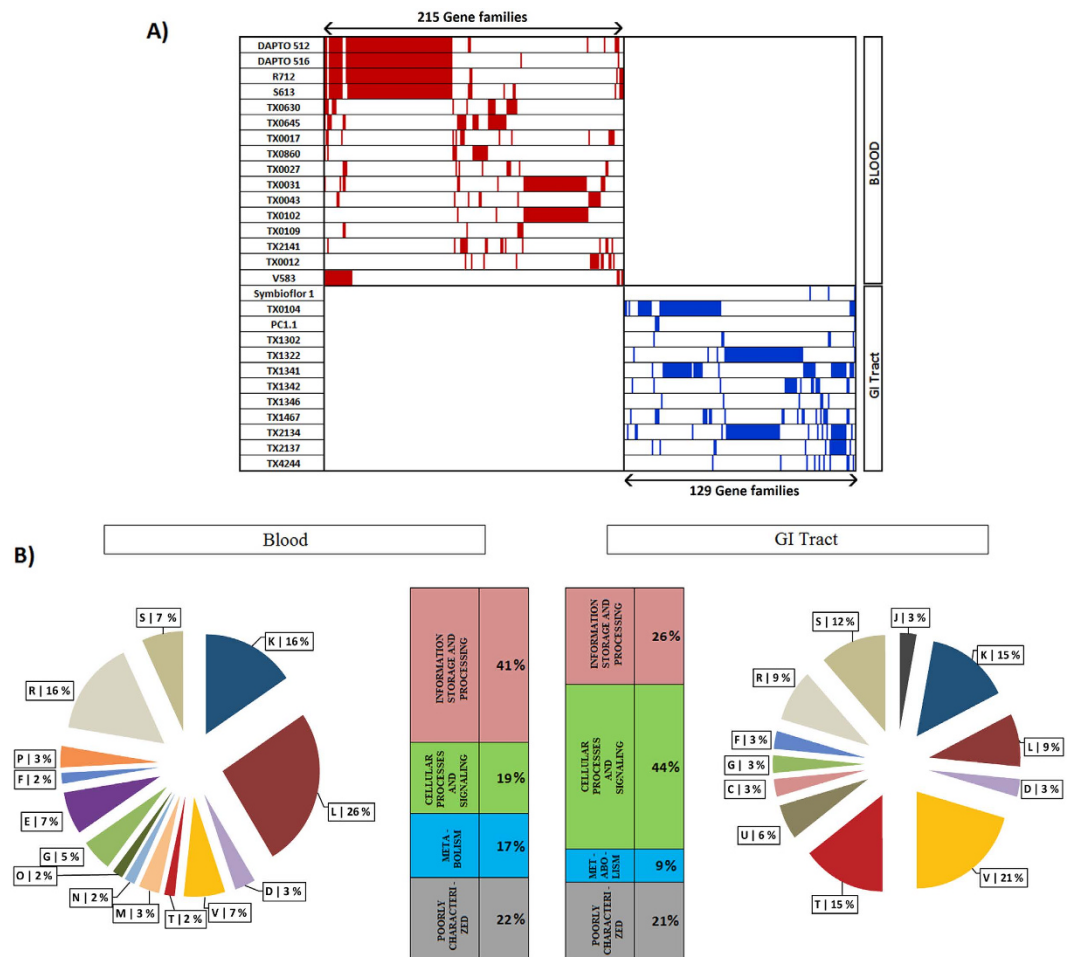 A)
215 Gene families
DAPTO 512
DAPTO 516
R712
S613
TX0630
TX0645
TX0017
TX0860
TX0027
TX0031
TX0043
TX0102
TX0109
TX2141
TX0012
V583
BLOOD
Symbioflor 1
TX0104
PC1.1
TX1302
TX1322
TX1341
TX1342
TX1346
TX1467
TX2134
TX2137
TX4244
GI Tract
129 Gene families
B)
Blood
GI Tract
S | 7 %
K | 16 %
R | 16 %
P | 3 %
F | 2 %
E | 7 %
G | 5 %
O | 2 %
N | 2 %
M | 3 %
T | 2 %
V | 7 %
D | 3 %
L | 26 %
INFORMATION
STORAGE AND
PROCESSING
41%
CELLULAR
PROCESSES
AND
SIGNALING
19%
META -
BOLISM
17%
POORLY
CHARACTERI -
ZED
22%
INFORMATION
STORAGE AND
PROCESSING
26%
CELLULAR
PROCESSES
AND
SIGNALING
44%
MET -
ABO -
LISM
9%
POORLY
CHARACTERI -
ZED
21%
J | 3 %
S | 12 %
K | 15 %
R | 9 %
L | 9 %
F | 3 %
G | 3 %
C | 3 %
D | 3 %
U | 6 %
V | 21 %
T | 15 %